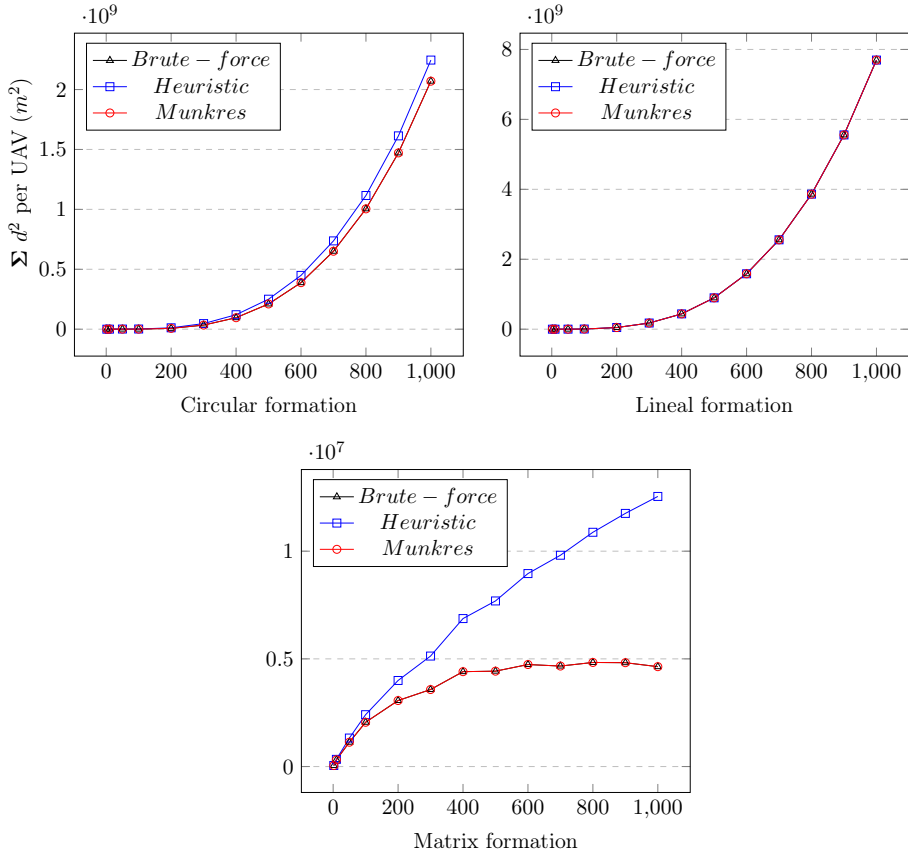 ·10^9
2
1.5
1
0.5
0
0 200 400 600 800 1,000
Σ d² per UAV (m²)
Circular formation
Brute − force
Heuristic
Munkres
·10^9
8
6
4
2
0
0 200 400 600 800 1,000
Lineal formation
Brute − force
Heuristic
Munkres
·10^7
1
0.5
0
0 200 400 600 800 1,000
Matrix formation
Brute − force
Heuristic
Munkres